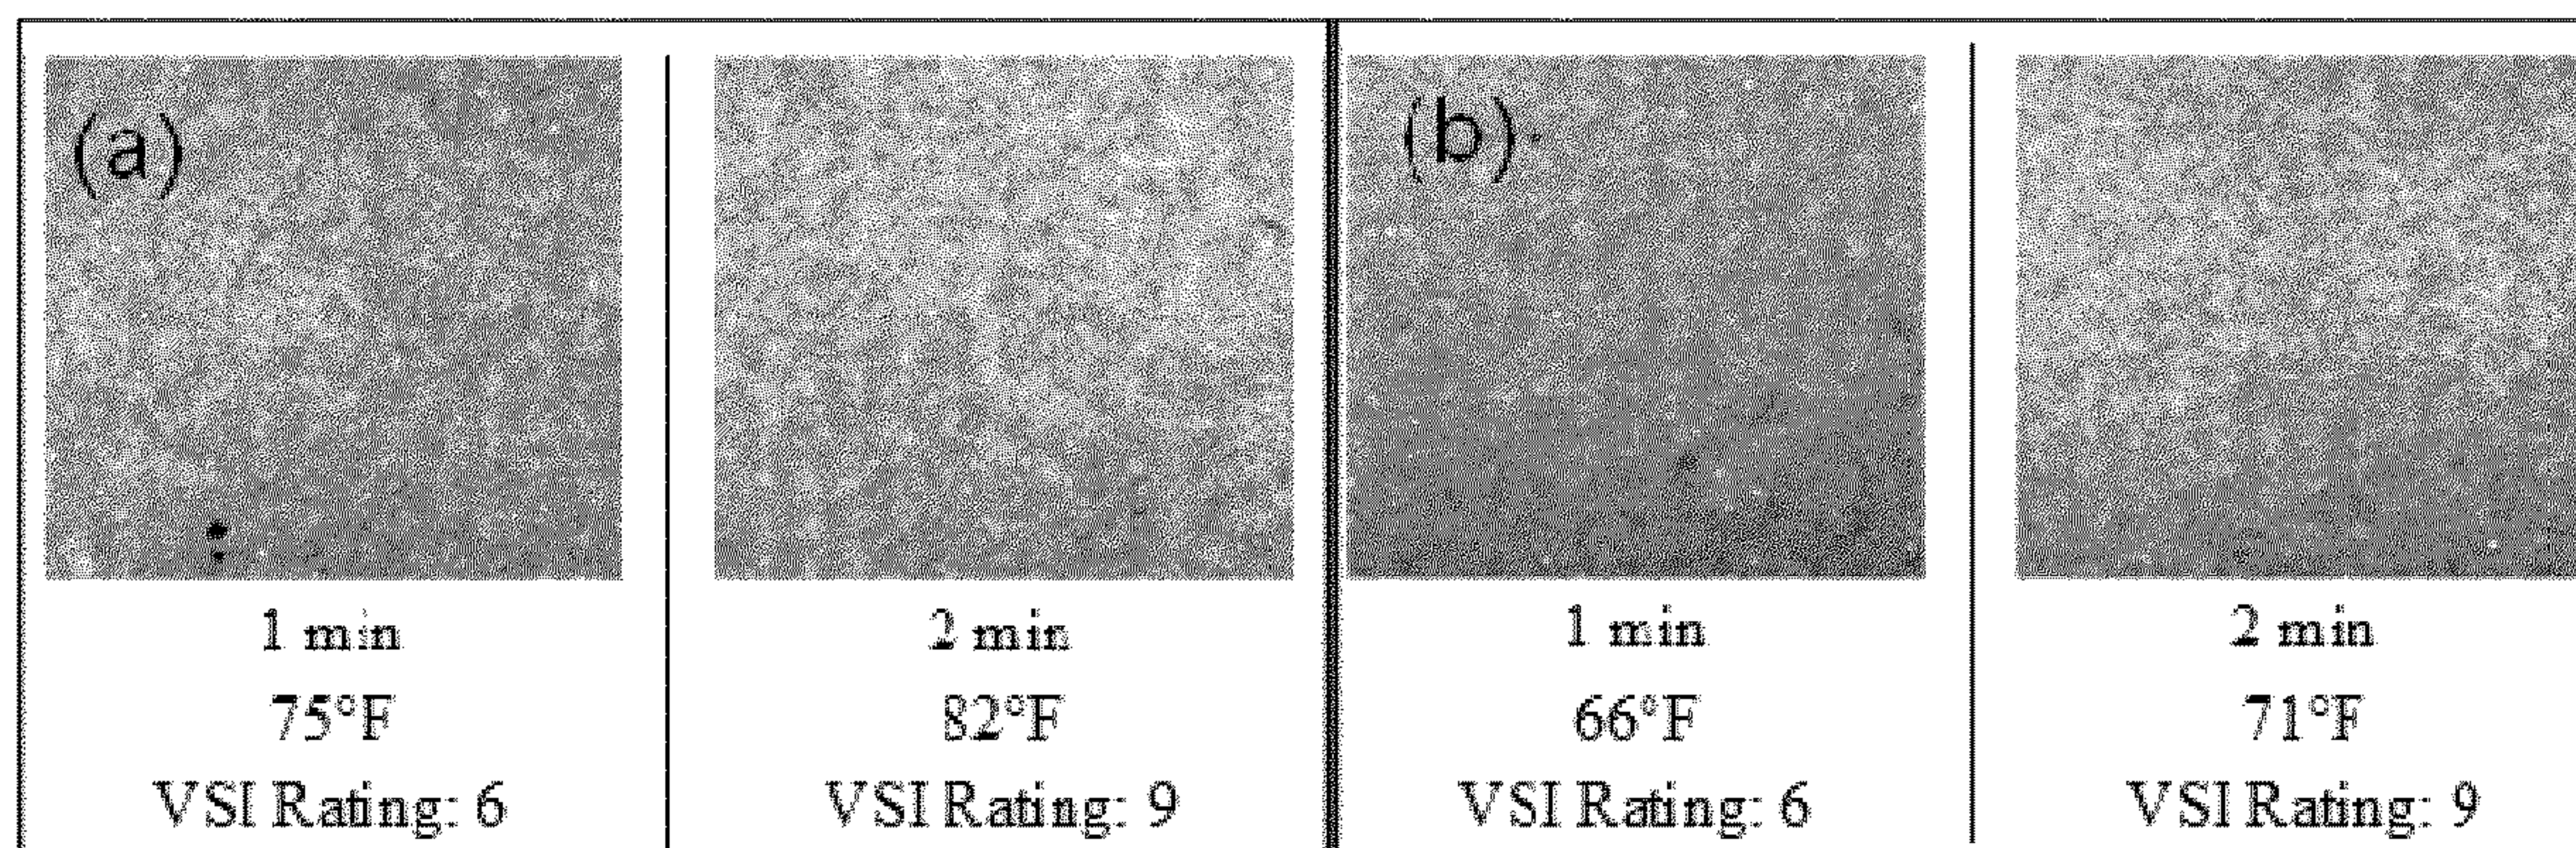 (a)
1 min
75°F
VSI Rating: 6
2 min
82°F
VSI Rating: 9
(b)
1 min
66°F
VSI Rating: 6
2 min
71°F
VSI Rating: 9